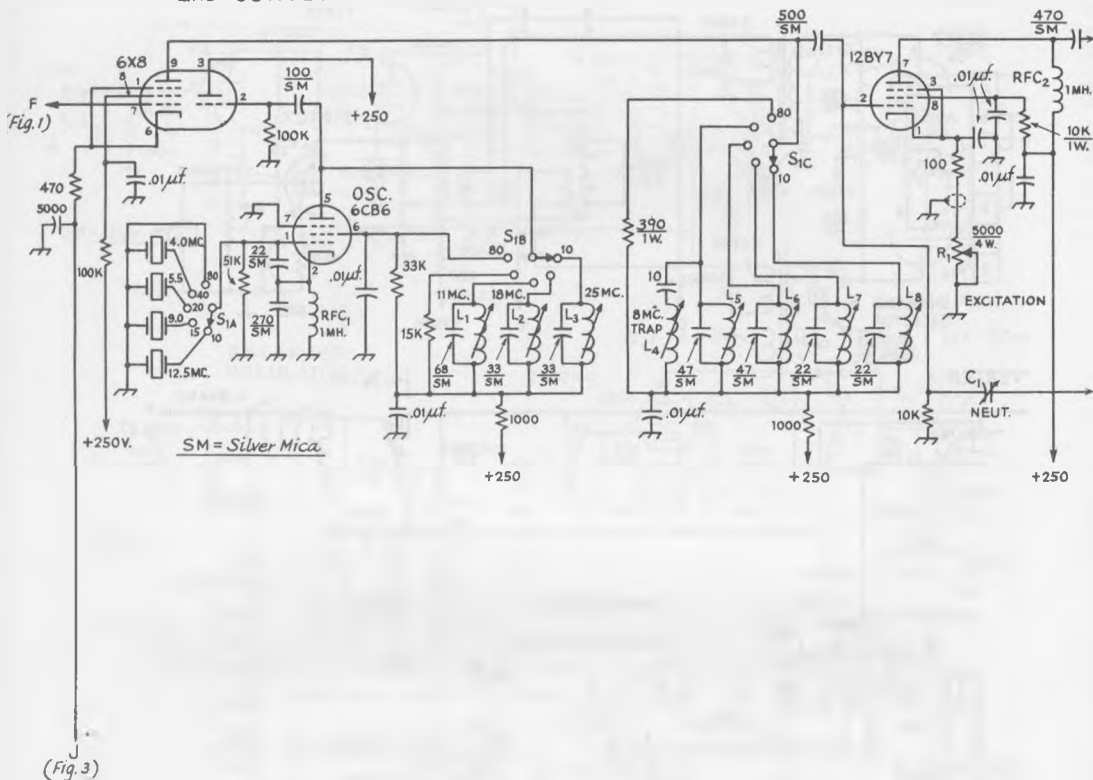 500
SM
470
SM
6X8
9
3
8
1
7
2
6
100
SM
+250
F
(Fig.1)
100K
12BY7
7
2
3
8
1
.01μf.
RFC2
1MH.
10K
1W.
.01μf
470
5000
.01μf.
OSC.
6CB6
5
7
1
6
2
100K
4.0MC.
5.5
9.0
12.5MC.
80
40
20
15
10
S1A
51K
22
SM
270
SM
RFC1
1MH.
.01μf.
33K
15K
80
S1B
10
11MC.
18MC.
25MC.
L1
L2
L3
68
SM
33
SM
33
SM
80
S1C
10
390
1W.
10
8MC.
TRAP
L4
L5
L6
L7
L8
47
SM
47
SM
22
SM
22
SM
100
5000
4W.
R1
EXCITATION
C1
NEUT.
.01μf.
1000
.01μf.
1000
10K
+250V.
SM = Silver Mica
+250
+250
+250
J
(Fig.3)